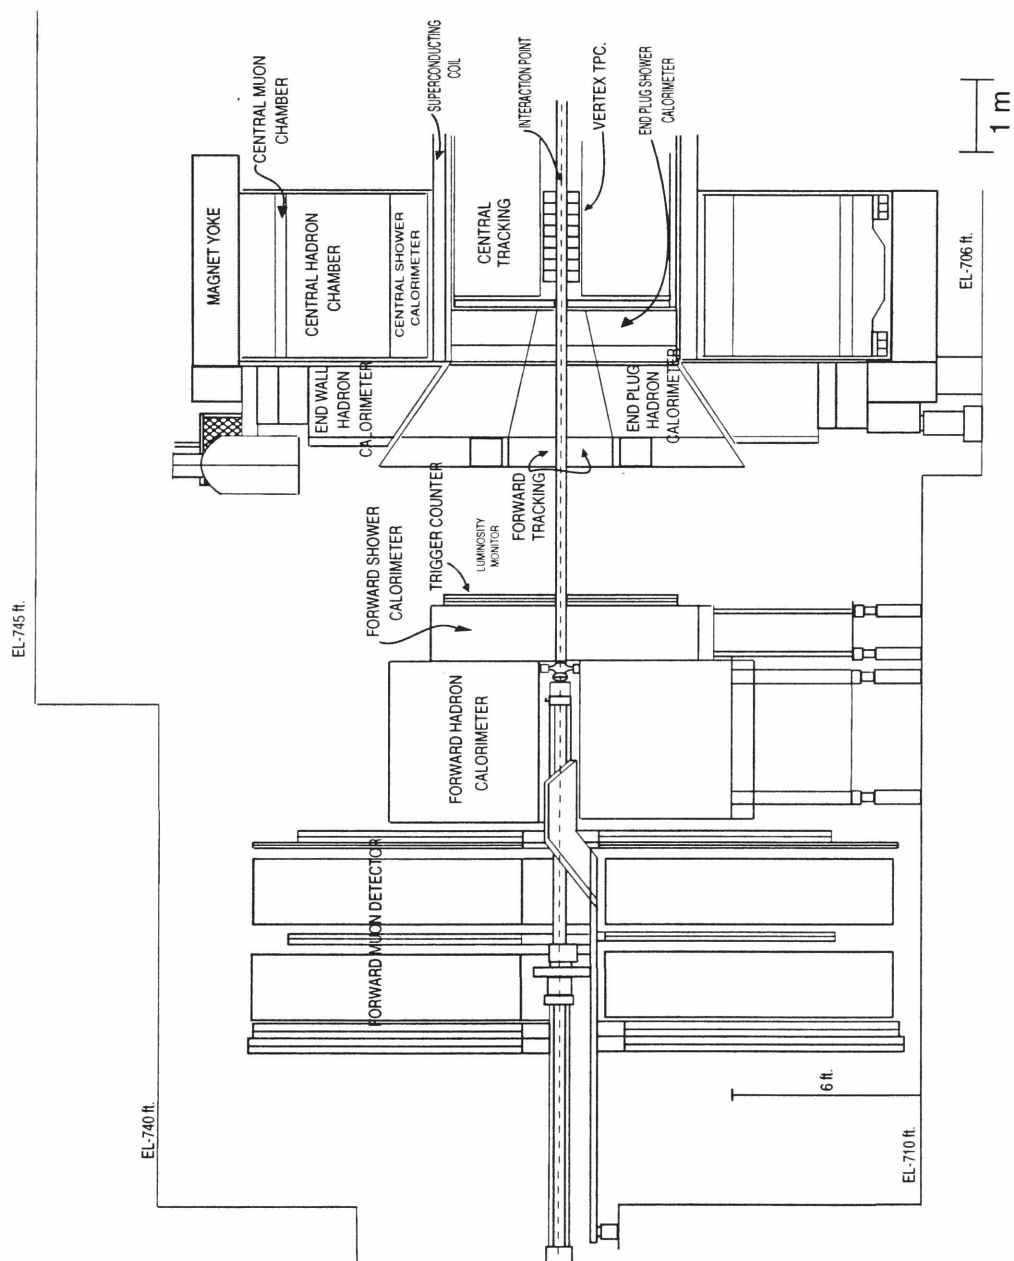 EL-745 ft.
EL-740 ft.
MAGNET YOKE
CENTRAL MUON
CHAMBER
CENTRAL HADRON
CHAMBER
CENTRAL SHOWER
CALORIMETER
SUPERCONDUCTING
COIL
CENTRAL
TRACKING
INTERACTION POINT
VERTEX TPC.
END PLUG SHOWER
CALORIMETER
1 m
EL-706 ft.
END WALL
HADRON
CALORIMETER
END PLUG
HADRON
CALORIMETER
FORWARD
TRACKING
LUMINOSITY
MONITOR
TRIGGER COUNTER
FORWARD SHOWER
CALORIMETER
FORWARD HADRON
CALORIMETER
FORWARD MUON DETECTOR
6 ft.
EL-710 ft.